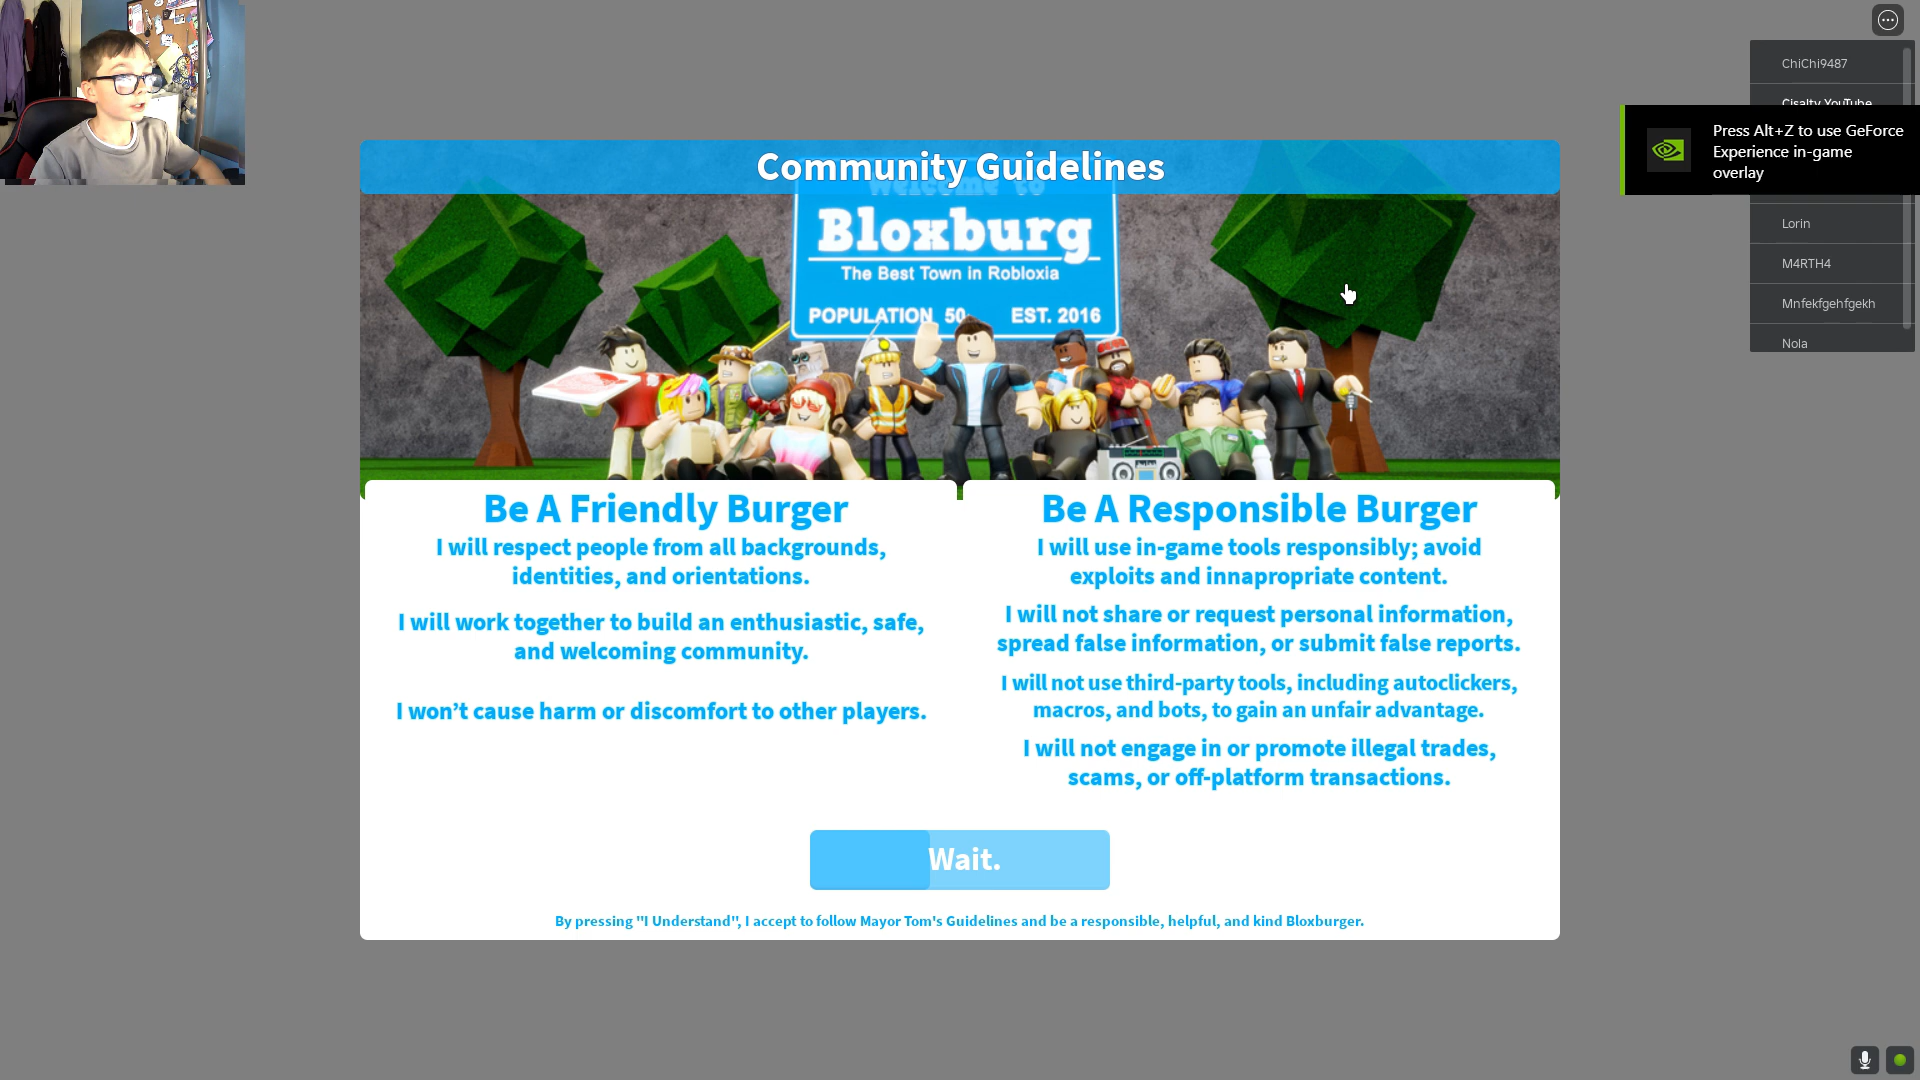 ChiChi9487
Cisalty YouTube
Press Alt+Z to use GeForce
Experience in-game
overlay
Lorin
M4RTH4
Mnfekfgehfgekh
Nola
Community Guidelines
Welcome to
Bloxburg
The Best Town in Robloxia
POPULATION 50 EST. 2016
Be A Friendly Burger
I will respect people from all backgrounds,
identities, and orientations.
I will work together to build an enthusiastic, safe,
and welcoming community.
I won’t cause harm or discomfort to other players.
Be A Responsible Burger
I will use in-game tools responsibly; avoid
exploits and innapropriate content.
I will not share or request personal information,
spread false information, or submit false reports.
I will not use third-party tools, including autoclickers,
macros, and bots, to gain an unfair advantage.
I will not engage in or promote illegal trades,
scams, or off-platform transactions.
Wait.
By pressing "I Understand", I accept to follow Mayor Tom's Guidelines and be a responsible, helpful, and kind Bloxburger.